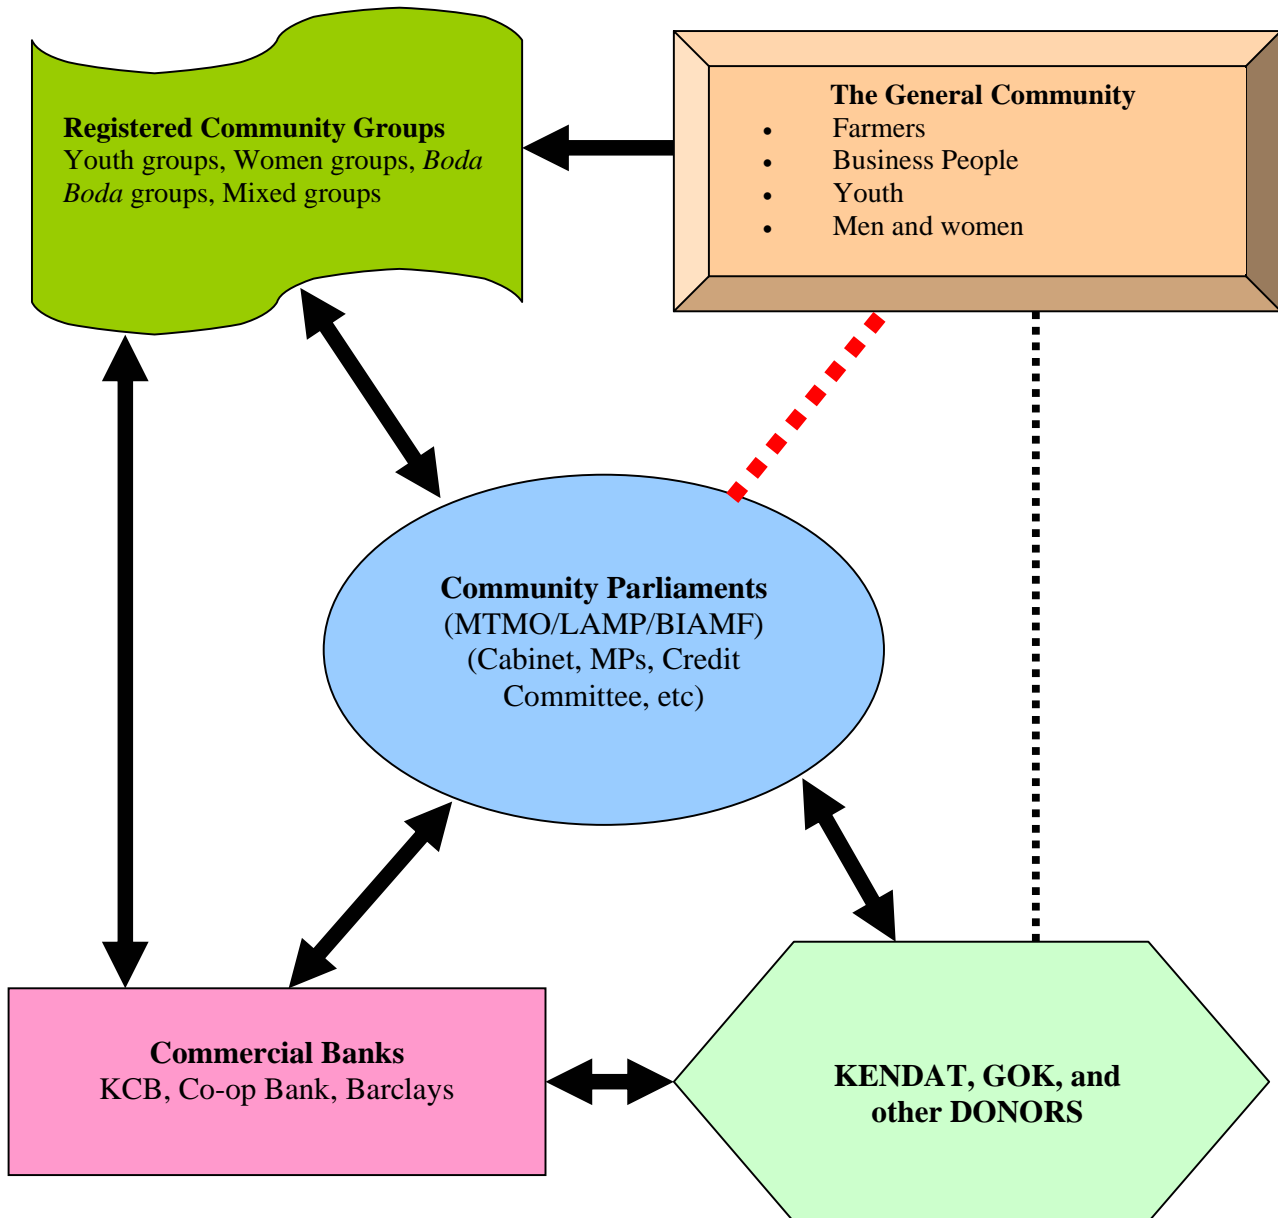 Registered Community Groups
Youth groups, Women groups, Boda
Boda groups, Mixed groups
The General Community
• Farmers
• Business People
• Youth
• Men and women
Community Parliaments
(MTMO/LAMP/BIAMF)
(Cabinet, MPs, Credit
Committee, etc)
Commercial Banks
KCB, Co-op Bank, Barclays
KENDAT, GOK, and
other DONORS